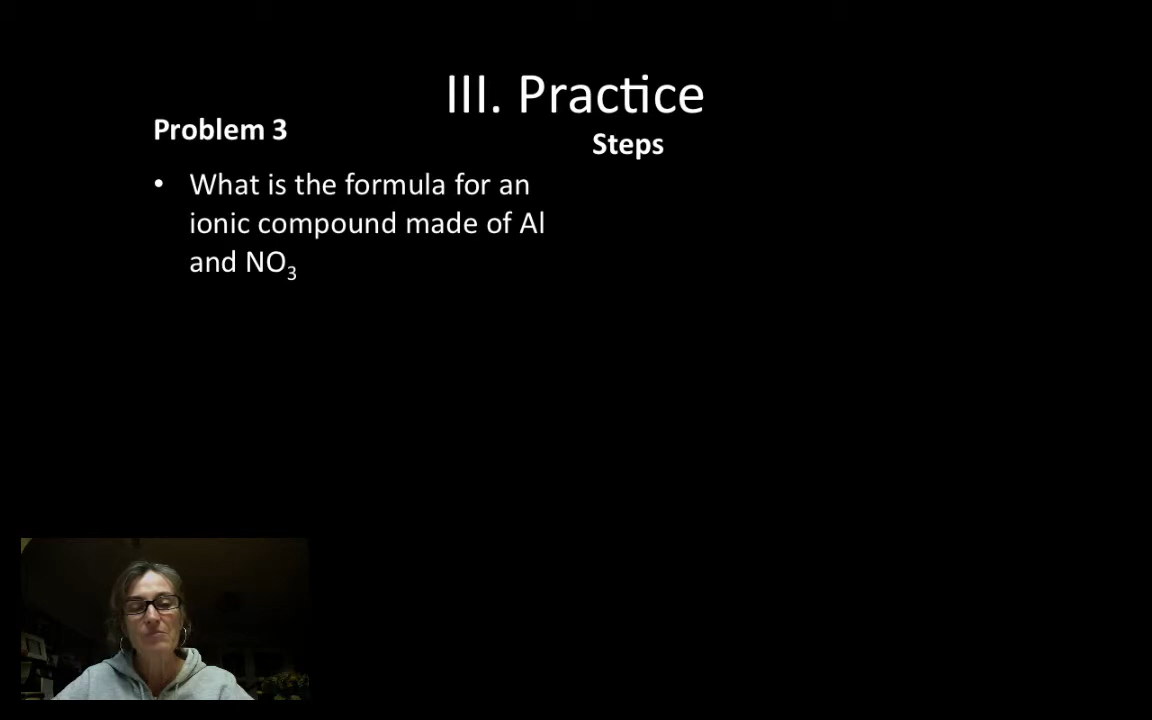 III. Practice
Problem 3
Steps
• What is the formula for an
ionic compound made of Al
and NO₃